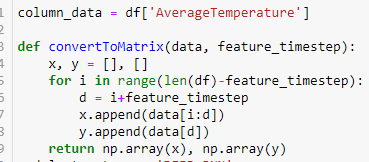 column_data = df['AverageTemperature']
def convertToMatrix(data, feature_timestep):
    x, y = [], []
    for i in range(len(df)-feature_timestep):
        d = i+feature_timestep
        x.append(data[i:d])
        y.append(data[d])
    return np.array(x), np.array(y)